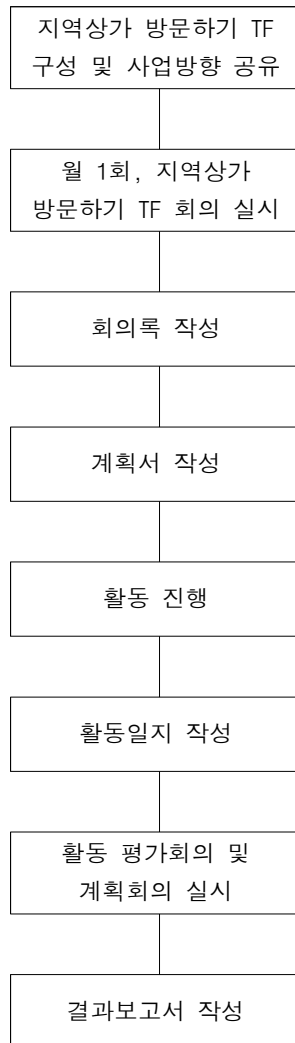 지역상가 방문하기 TF
구성 및 사업방향 공유
월 1회, 지역상가
방문하기 TF 회의 실시
회의록 작성
계획서 작성
활동 진행
활동일지 작성
활동 평가회의 및
계획회의 실시
결과보고서 작성